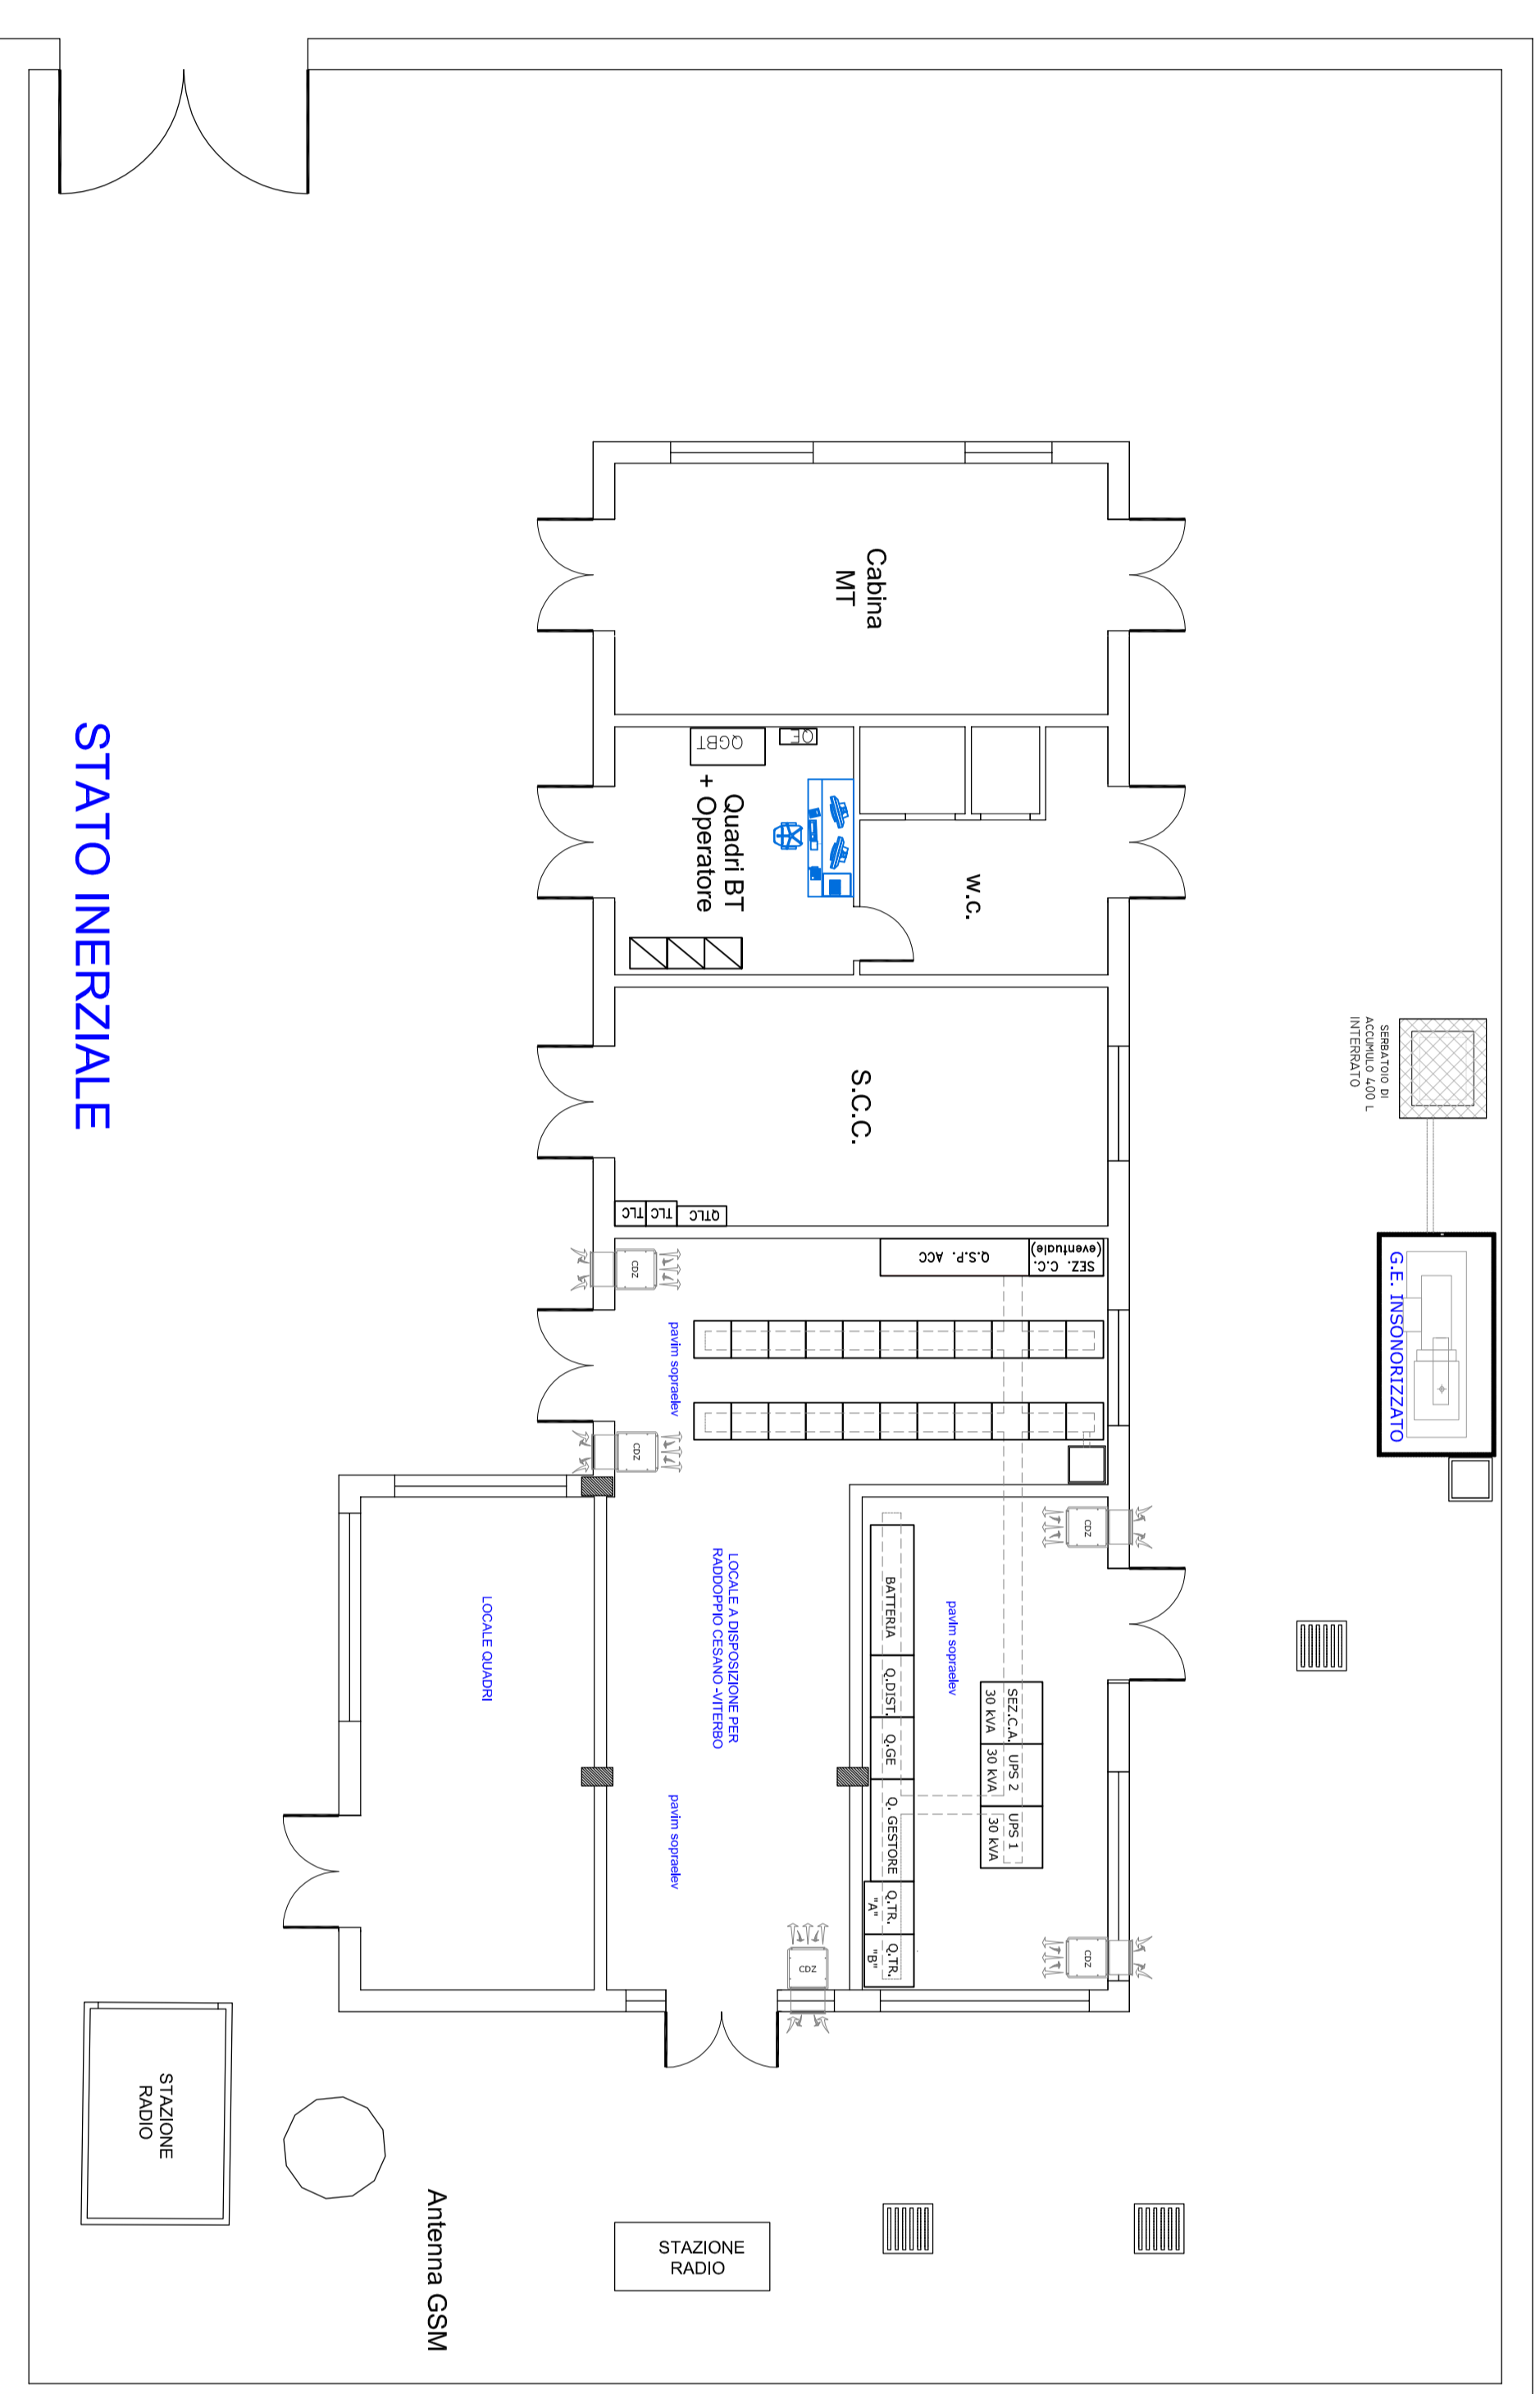 Cabina
MT
QGBT
QE
Quadri BT
+ Operatore
w.c.
STATO INERZIALE
S.C.C.
SERBATOIO DI
ACCUMULO 400 L
INTERRATO
TLC
TLC
QTLC
G.E. INSONORIZZATO
Q.S.P. ACC
SEZ. C.C.
(eventuale)
CDZ
pavim sopraelev
CDZ
CDZ
LOCALE QUADRI
LOCALE A DISPOSIZIONE PER
RADDOPPIO CESANO -VITERBO
pavim sopraelev
BATTERIA
Q.DIST.
Q.GE
Q. GESTORE
Q.TR.
"A"
Q.TR.
"B"
pavim sopraelev
SEZ.C.A.
30 kVA
UPS 2
30 kVA
UPS 1
30 kVA
CDZ
CDZ
STAZIONE
RADIO
Antenna GSM
STAZIONE
RADIO